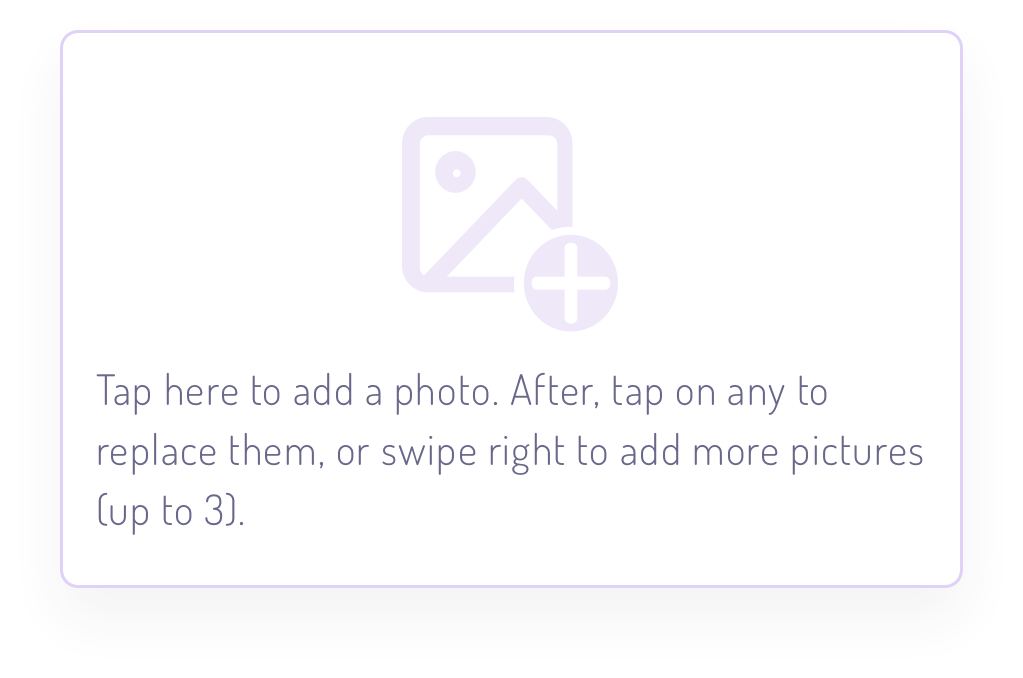 Tap here to add a photo. After, tap on any to
replace them, or swipe right to add more pictures
(up to 3).